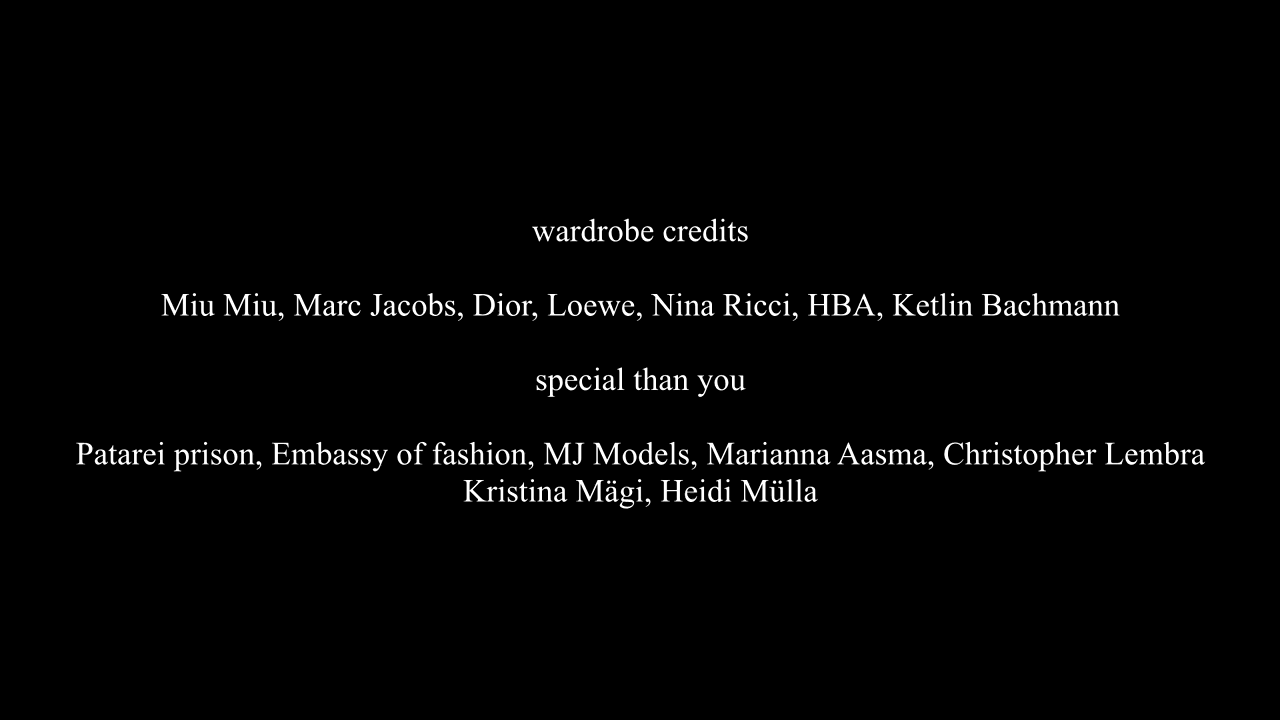 wardrobe credits
Miu Miu, Marc Jacobs, Dior, Loewe, Nina Ricci, HBA, Ketlin Bachmann
special than you
Patarei prison, Embassy of fashion, MJ Models, Marianna Aasma, Christopher Lembra
Kristina Mägi, Heidi Mülla